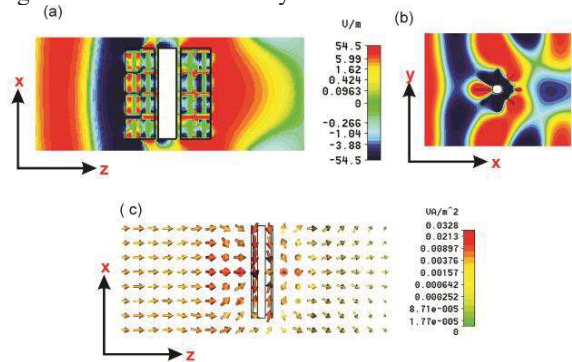 (a)
V/m
54.5
5.99
1.62
0.424
0.0963
0
-0.266
-1.04
-3.88
-54.5
x
z
(b)
y
x
(c)
VA/m^2
0.0328
0.0213
0.00897
0.00376
0.00157
0.000642
0.000252
8.71e-005
1.77e-005
0
x
z